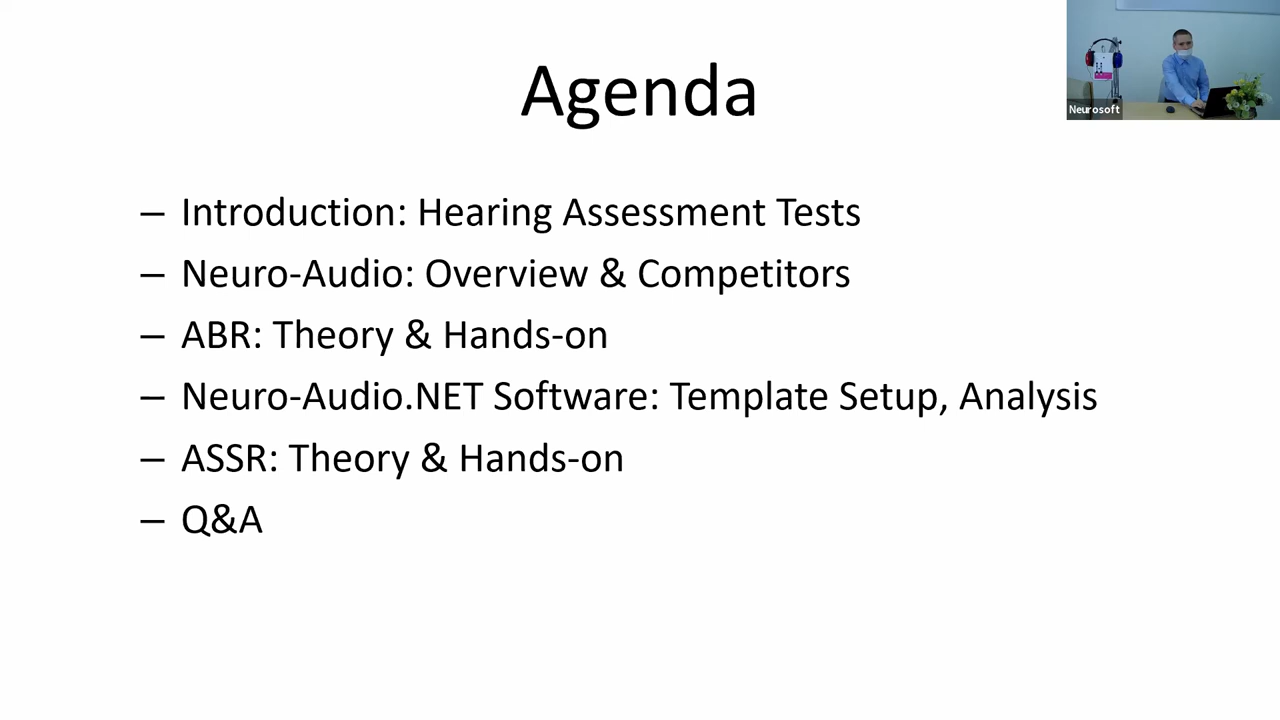 Agenda
Neurosoft
– Introduction: Hearing Assessment Tests
– Neuro-Audio: Overview & Competitors
– ABR: Theory & Hands-on
– Neuro-Audio.NET Software: Template Setup, Analysis
– ASSR: Theory & Hands-on
– Q&A